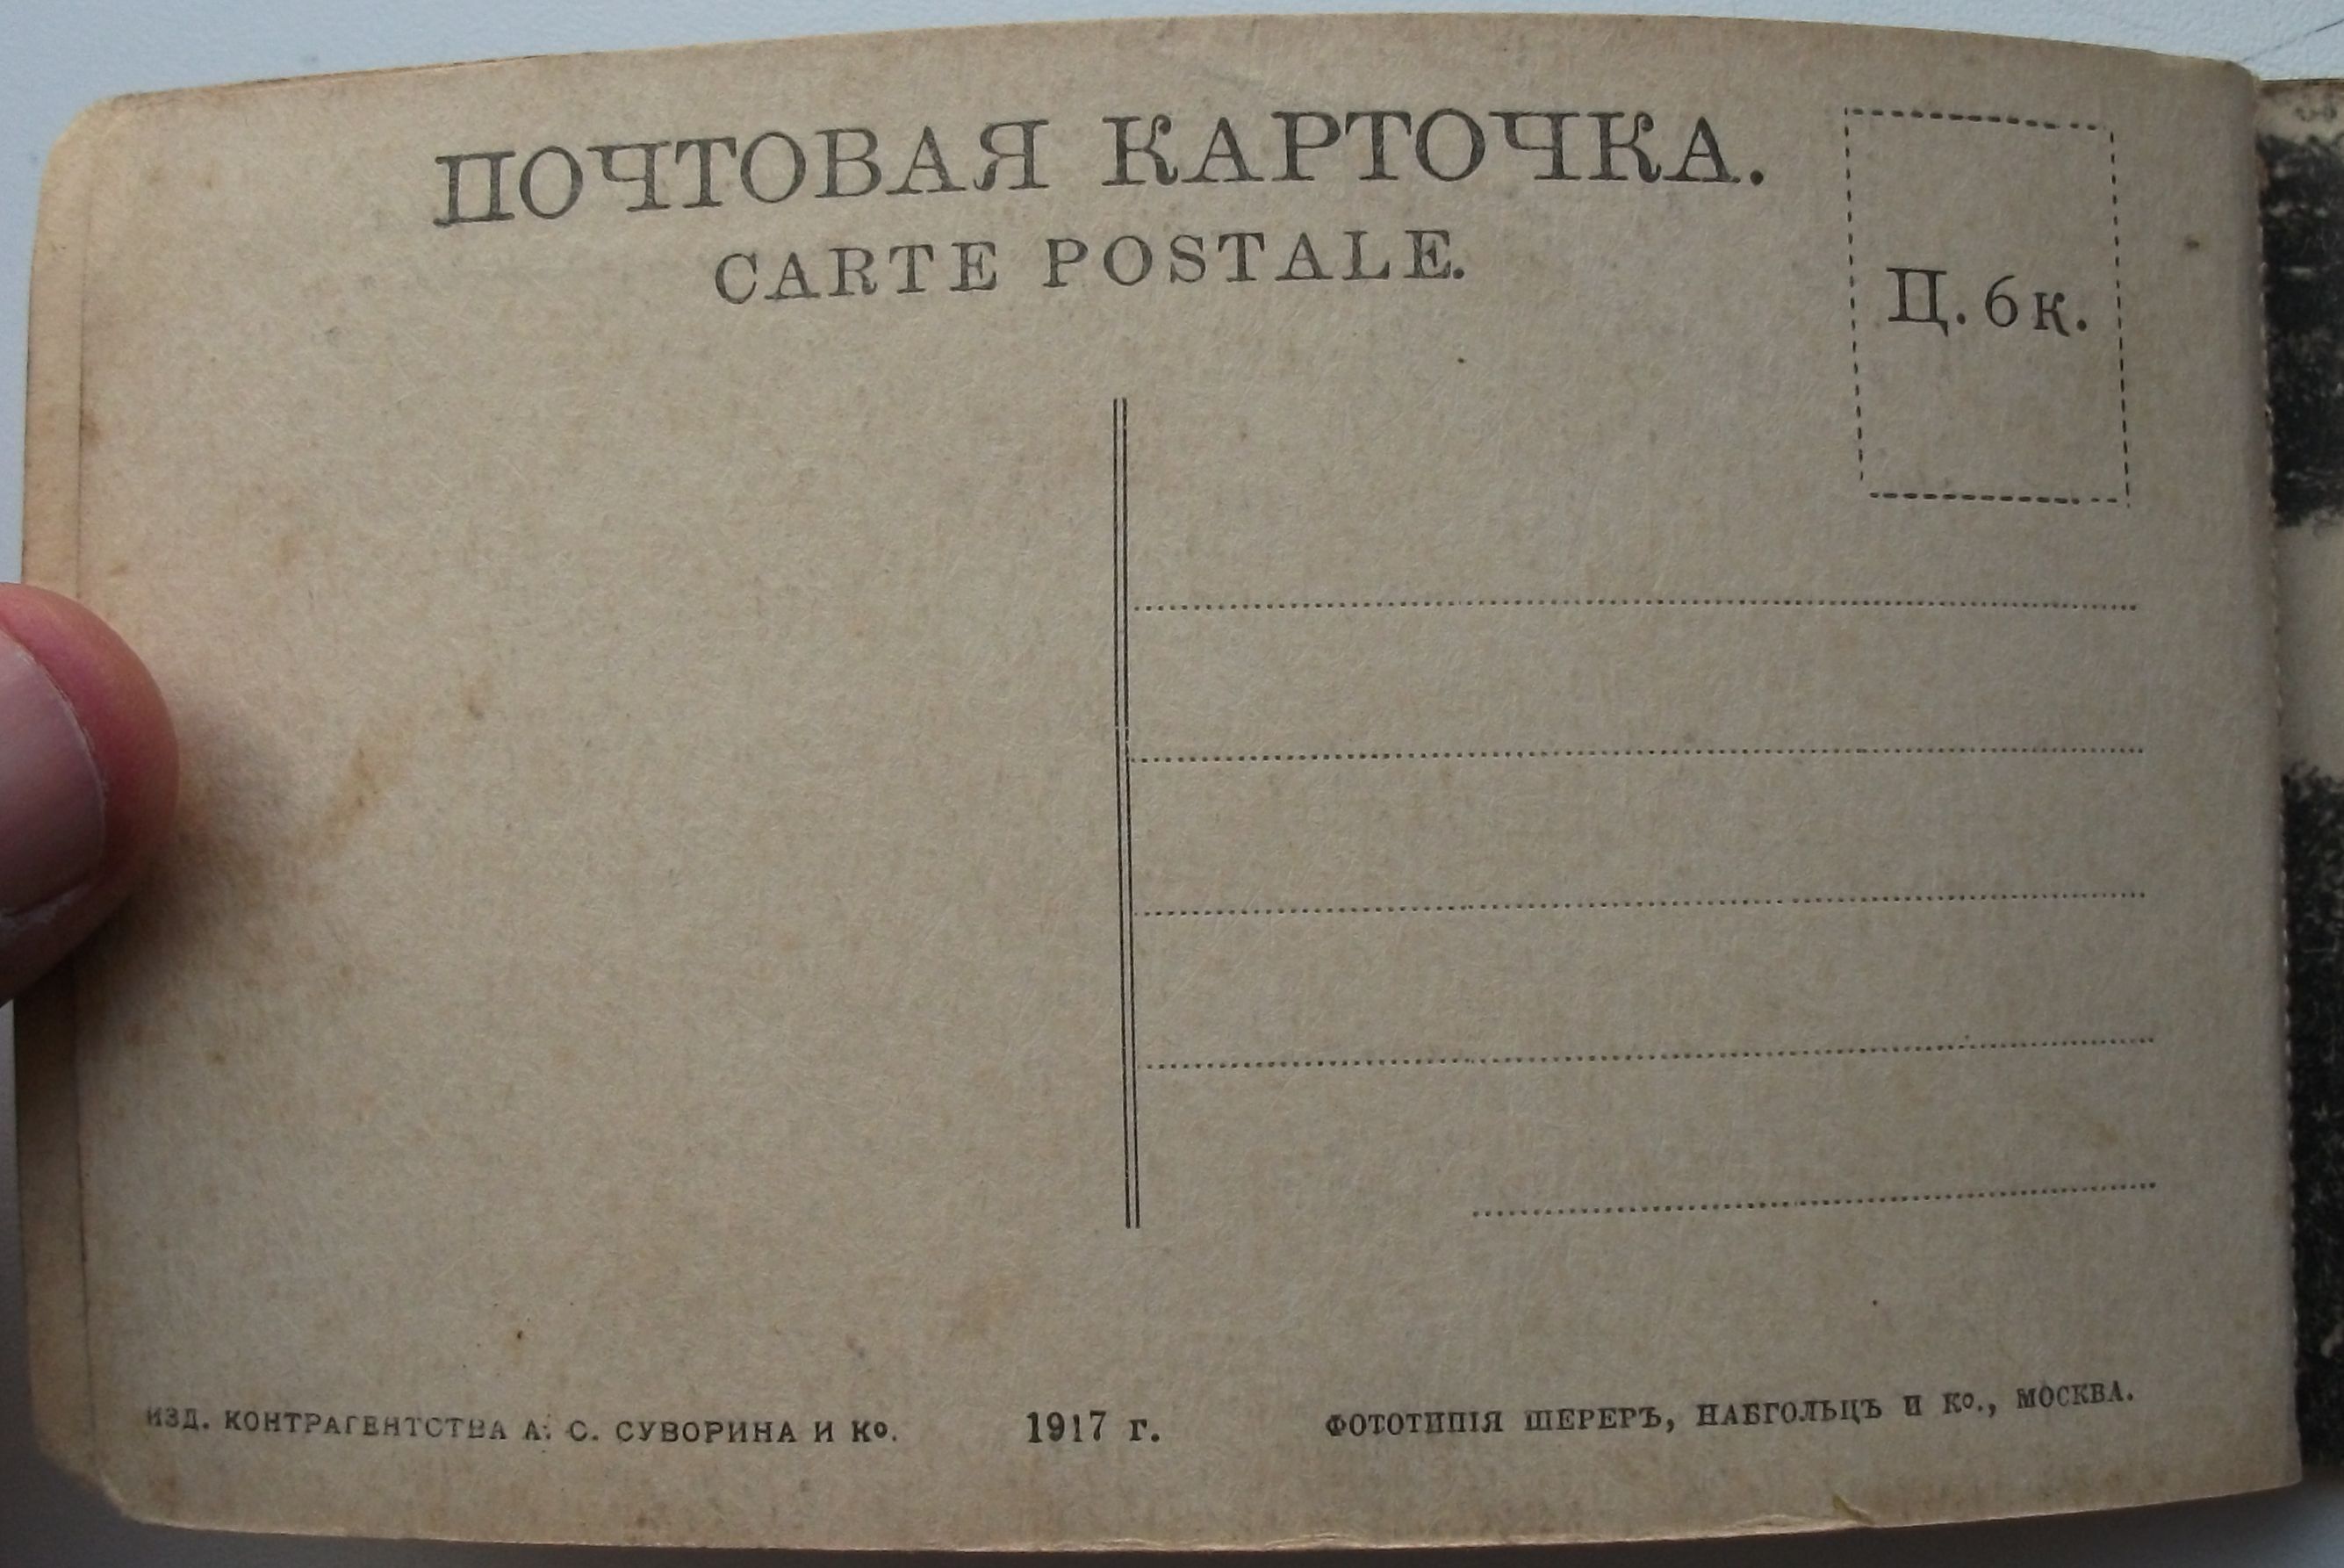 ПОЧТОВАЯ КАРТОЧКА.
CARTE POSTALE.
Ц. 6 к.
ИЗД. КОНТРАГЕНТСТВА А. С. СУВОРИНА И Ко.
1917 г.
ФОТОТИПІЯ ШЕРЕРЪ, НАБГОЛЬЦЪ И Ко., МОСКВА.